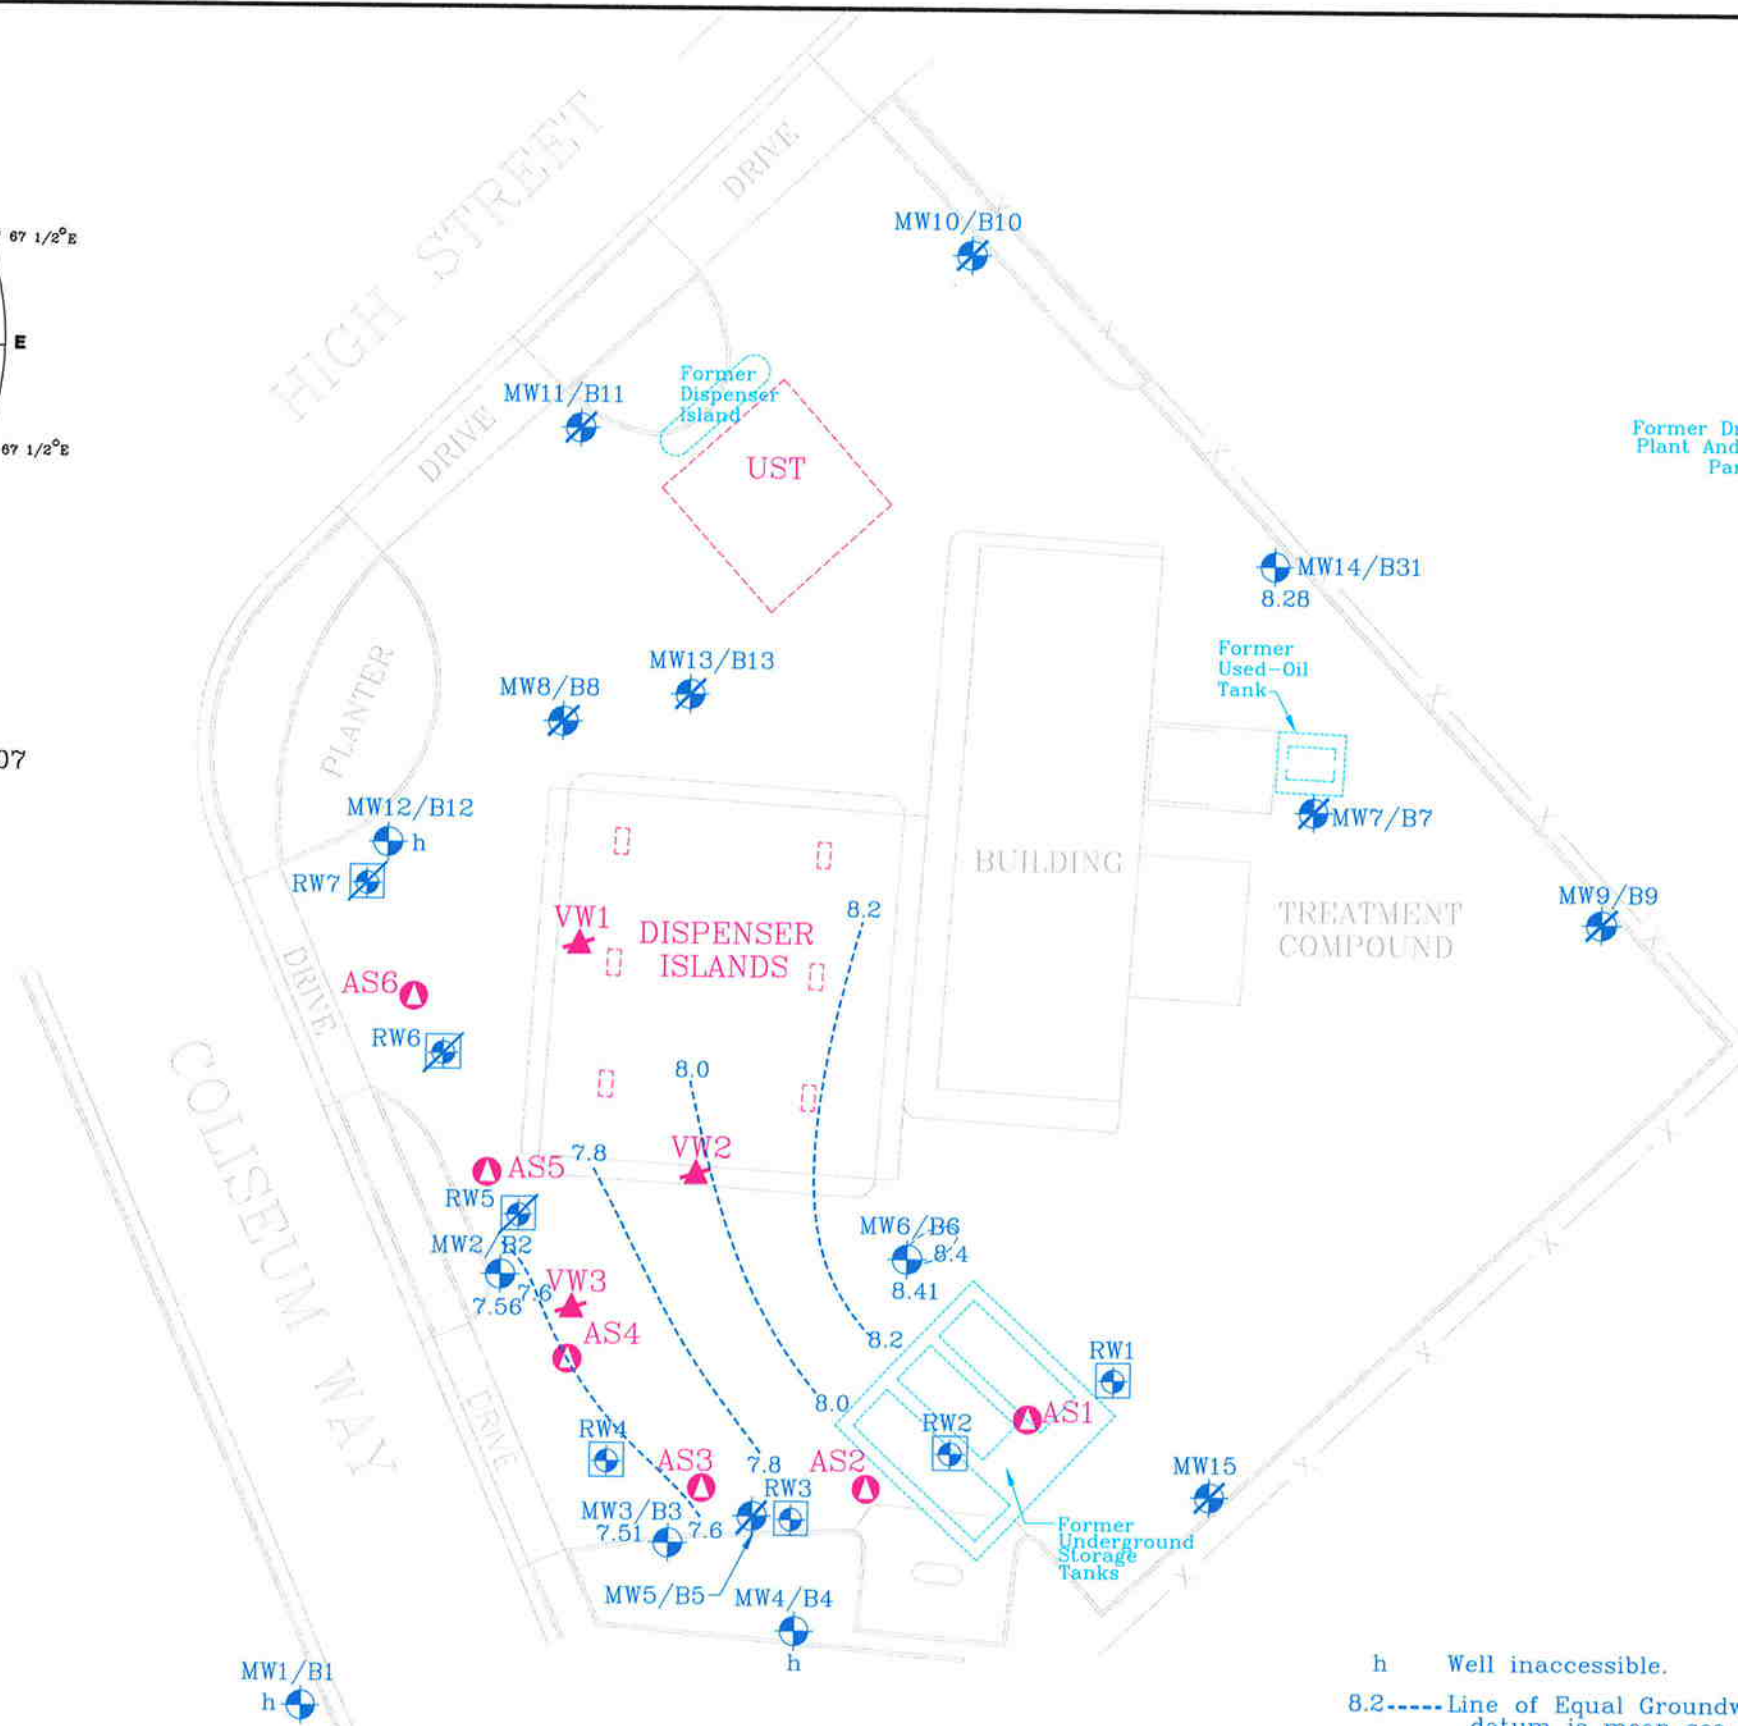 67 1/2°E
E
67 1/2°E
07
HIGH STREET
DRIVE
MW10/B10
MW11/B11
Former
Dispenser
Island
DRIVE
UST
MW14/B31
8.28
Former
Plant And
Former
Used-Oil
Tank
MW13/B13
MW8/B8
PLANTER
MW12/B12
h
RW7
MW7/B7
BUILDING
TREATMENT
COMPOUND
MW9/B9
VW1
DISPENSER
ISLANDS
8.2
AS6
DRIVE
RW6
COLISEUM WAY
8.0
VW2
7.8
AS5
RW5
MW2/B2
7.6
7.56
VW3
AS4
MW6/B6
8.4
8.41
8.2
RW1
8.0
AS1
RW2
DRIVE
RW4
AS3
7.8
AS2
RW3
MW15
MW3/B3
7.51
7.6
Former
Underground
Storage
Tanks
MW5/B5
MW4/B4
h
MW1/B1
h
h Well inaccessible.
8.2-----Line of Equal